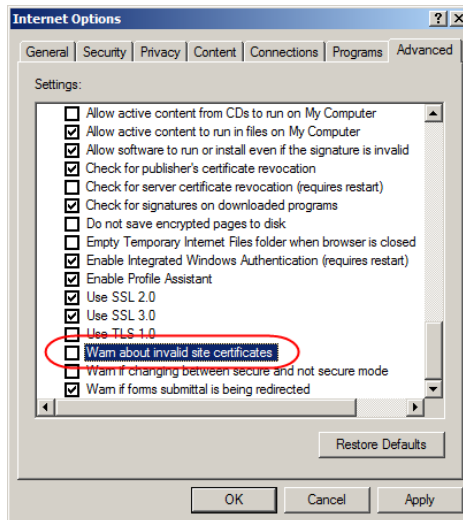 Internet Options
General Security Privacy Content Connections Programs Advanced
Settings:
Allow active content from CDs to run on My Computer
Allow active content to run in files on My Computer
Allow software to run or install even if the signature is invalid
Check for publisher's certificate revocation
Check for server certificate revocation (requires restart)
Check for signatures on downloaded programs
Do not save encrypted pages to disk
Empty Temporary Internet Files folder when browser is closed
Enable Integrated Windows Authentication (requires restart)
Enable Profile Assistant
Use SSL 2.0
Use SSL 3.0
Use TLS 1.0
Warn about invalid site certificates
Warn if changing between secure and not secure mode
Warn if forms submittal is being redirected
Restore Defaults
OK Cancel Apply